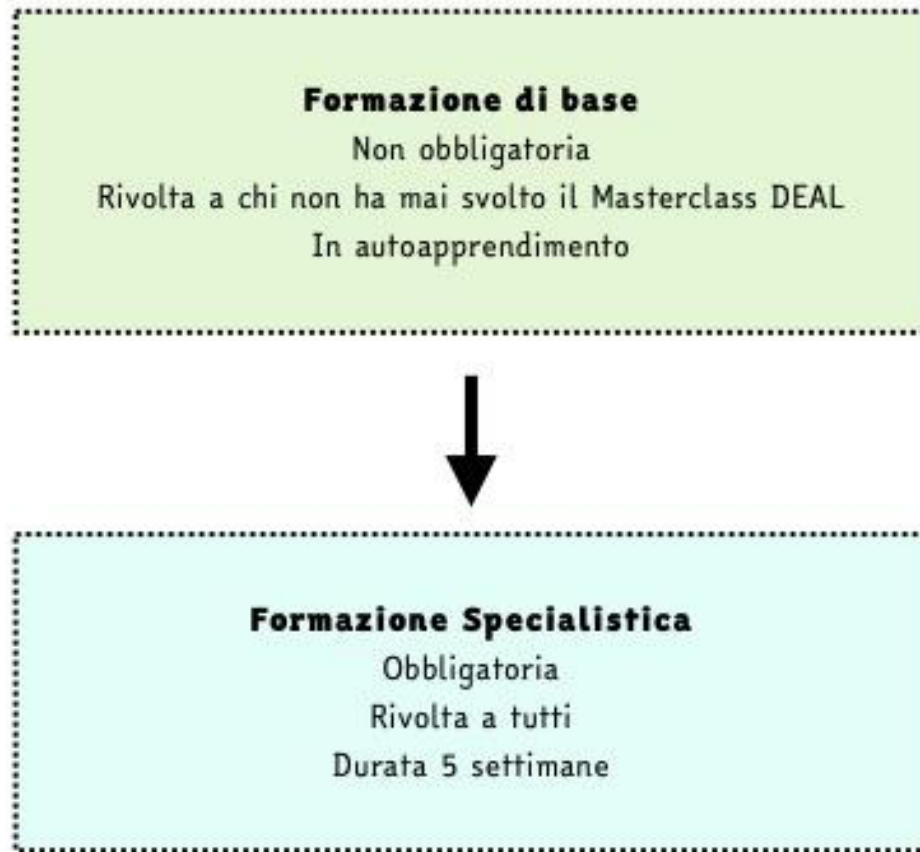 Formazione di base
Non obbligatoria
Rivolta a chi non ha mai svolto il Masterclass DEAL
In autoapprendimento
Formazione Specialistica
Obbligatoria
Rivolta a tutti
Durata 5 settimane